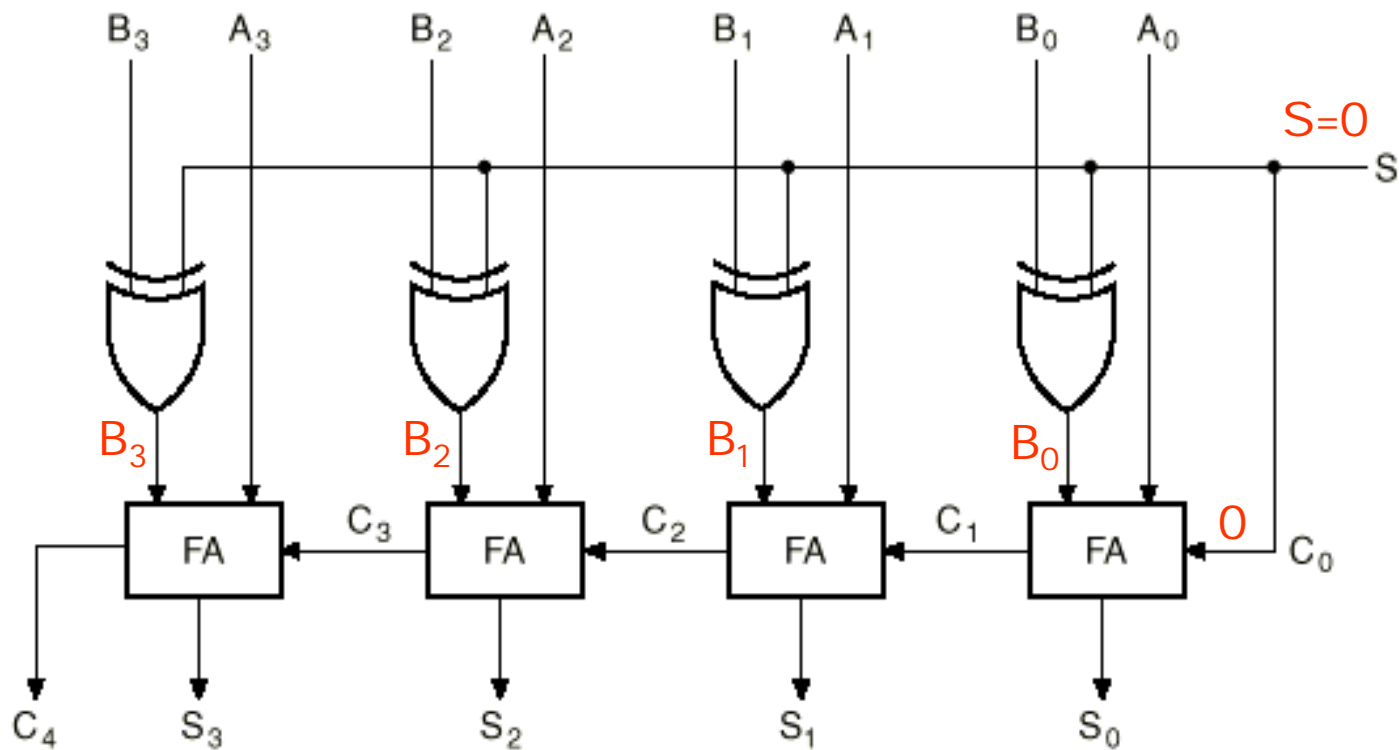 B₃ A₃ B₂ A₂ B₁ A₁ B₀ A₀
S=0
S
B₃ B₂ B₁ B₀
C₃ C₂ C₁ 0
FA FA FA FA C₀
C₄ S₃ S₂ S₁ S₀